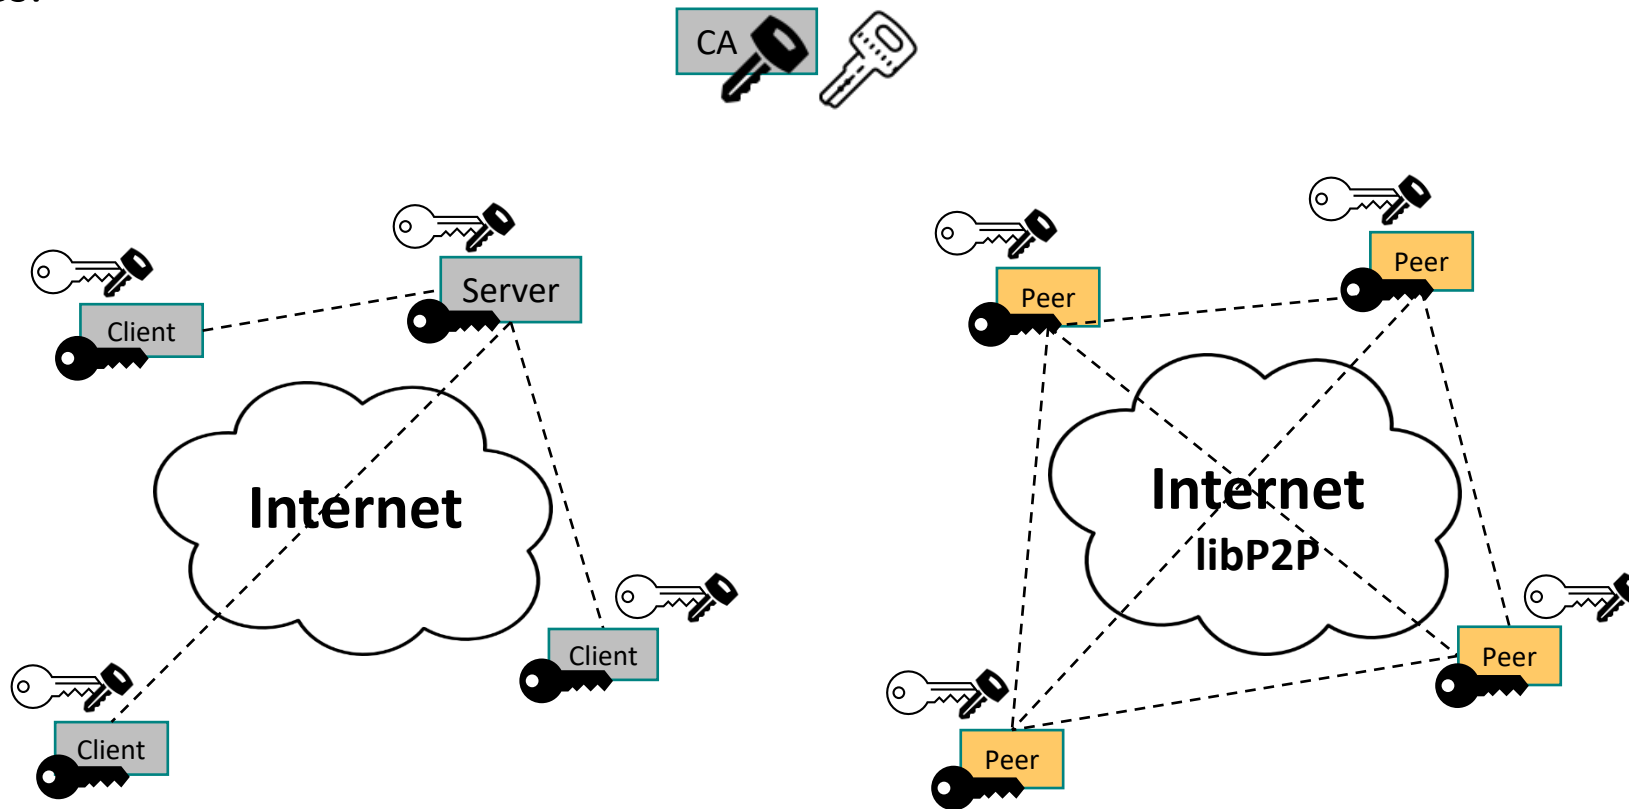 CA
Server
Client
Internet
Client
Client
Peer
Peer
Internet
libP2P
Peer
Peer